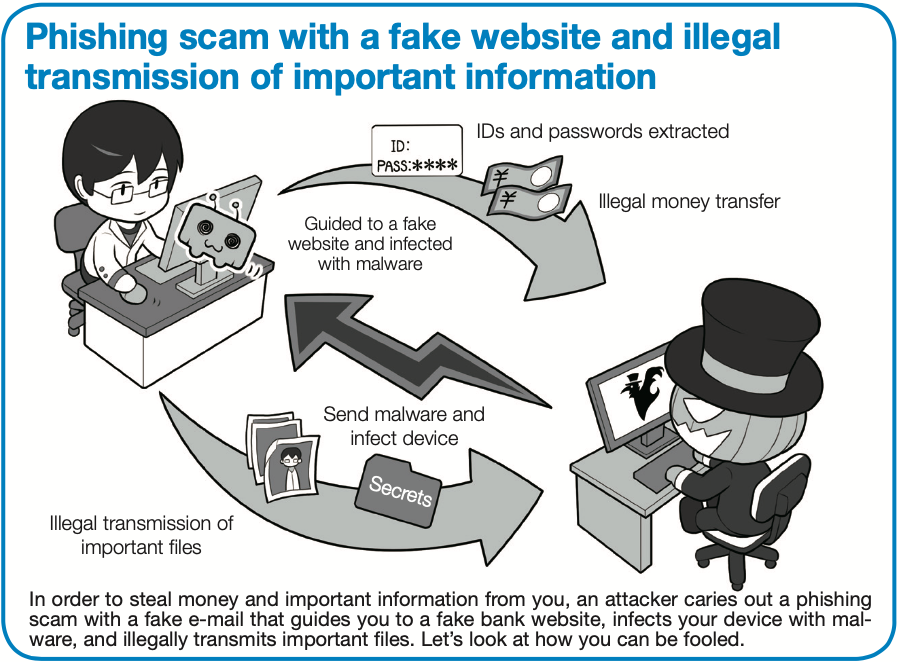 Phishing scam with a fake website and illegal
transmission of important information
ID:
PASS:****
IDs and passwords extracted
¥
¥
Illegal money transfer
Guided to a fake
website and infected
with malware
Send malware and
infect device
Secrets
Illegal transmission of
important files
In order to steal money and important information from you, an attacker caries out a phishing
scam with a fake e-mail that guides you to a fake bank website, infects your device with mal-
ware, and illegally transmits important files. Let's look at how you can be fooled.